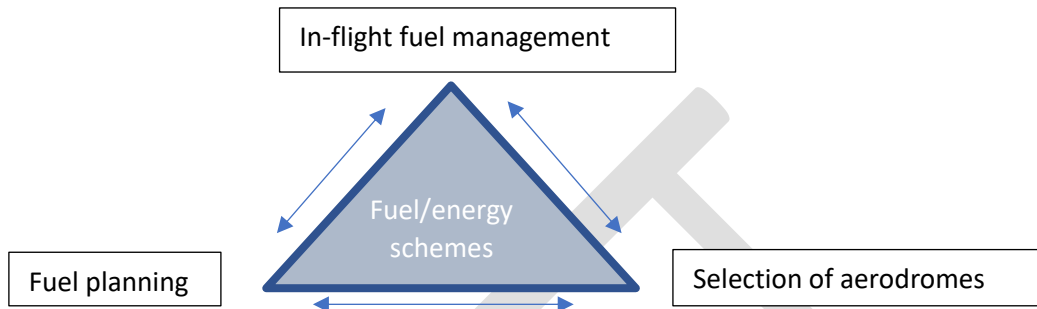 In-flight fuel management
Fuel/energy
schemes
Fuel planning
Selection of aerodromes